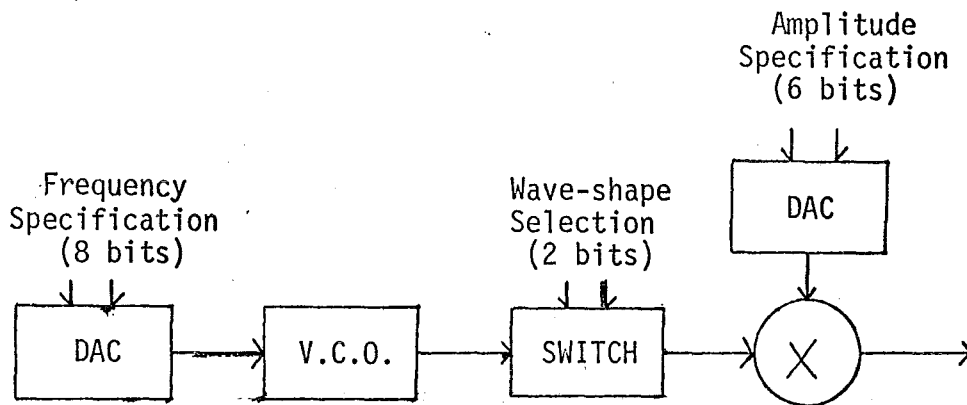 Amplitude
Specification
(6 bits)
Frequency
Specification
(8 bits)
Wave-shape
Selection
(2 bits)
DAC
DAC
V.C.O.
SWITCH
X